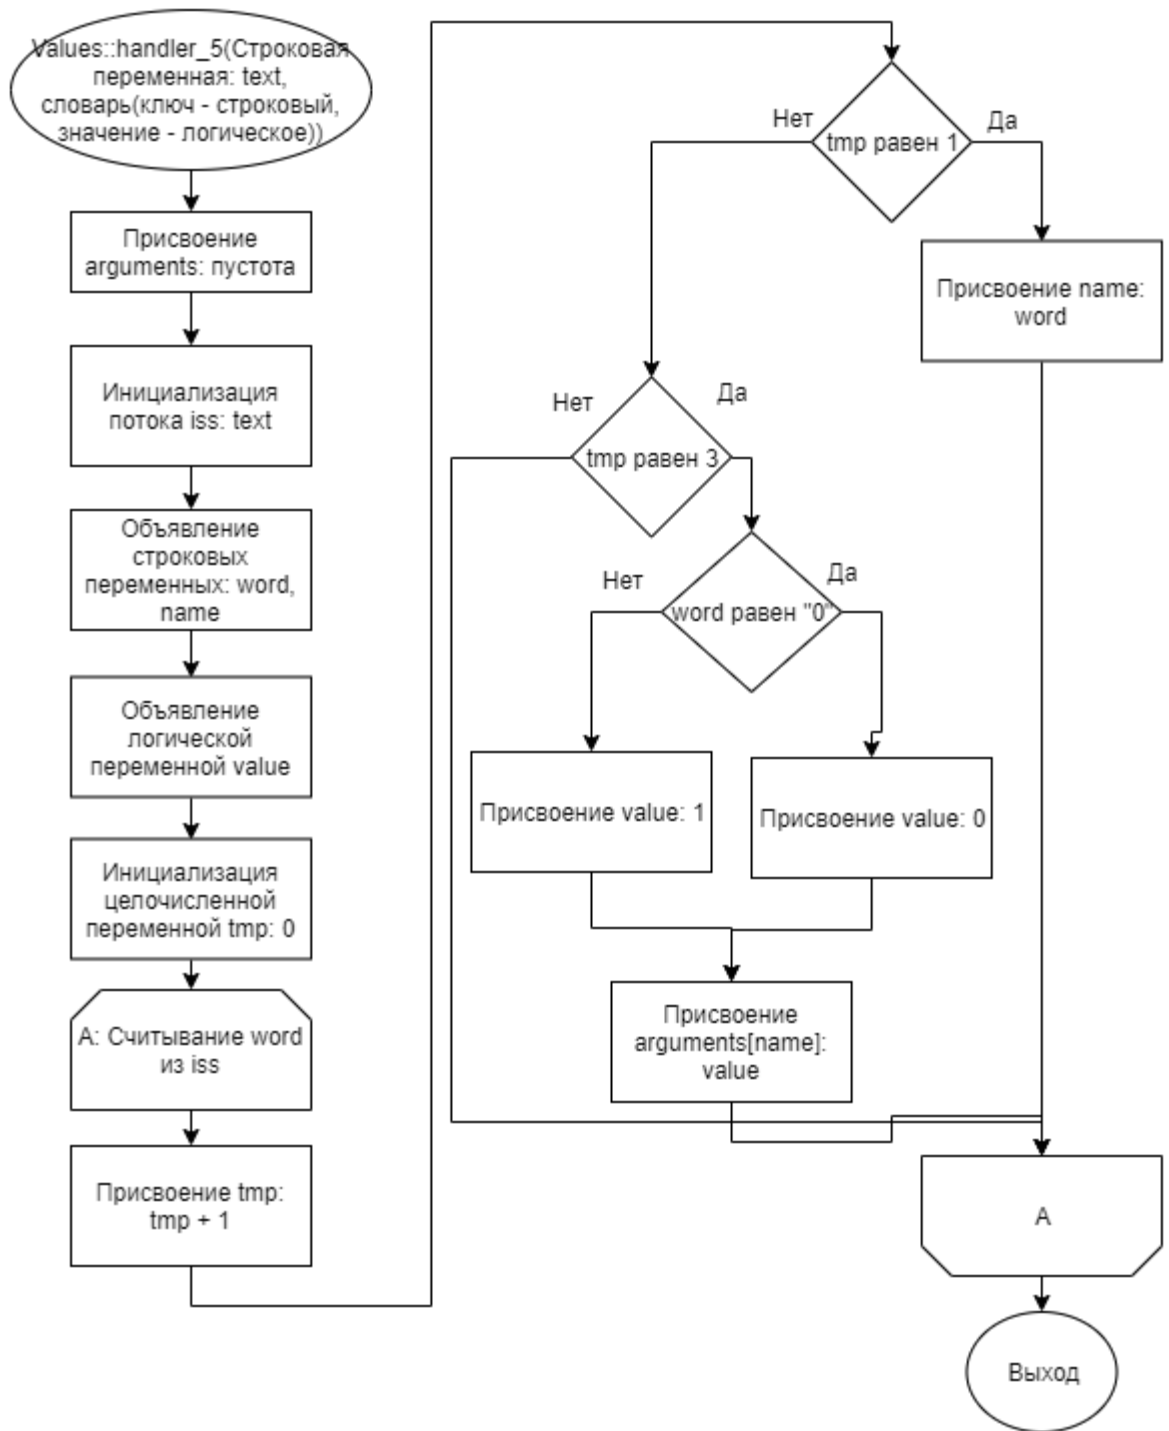 Values::handler_5(Строковая
переменная: text,
словарь(ключ - строковый,
значение - логическое))
Присвоение
arguments: пустота
Инициализация
потока iss: text
Объявление
строковых
переменных: word,
name
Объявление
логической
переменной value
Инициализация
целочисленной
переменной tmp: 0
А: Считывание word
из iss
Присвоение tmp:
tmp + 1
Нет
Да
tmp равен 1
Присвоение name:
word
Нет
Да
tmp равен 3
Нет
Да
word равен "0"
Присвоение value: 1
Присвоение value: 0
Присвоение
arguments[name]:
value
А
Выход